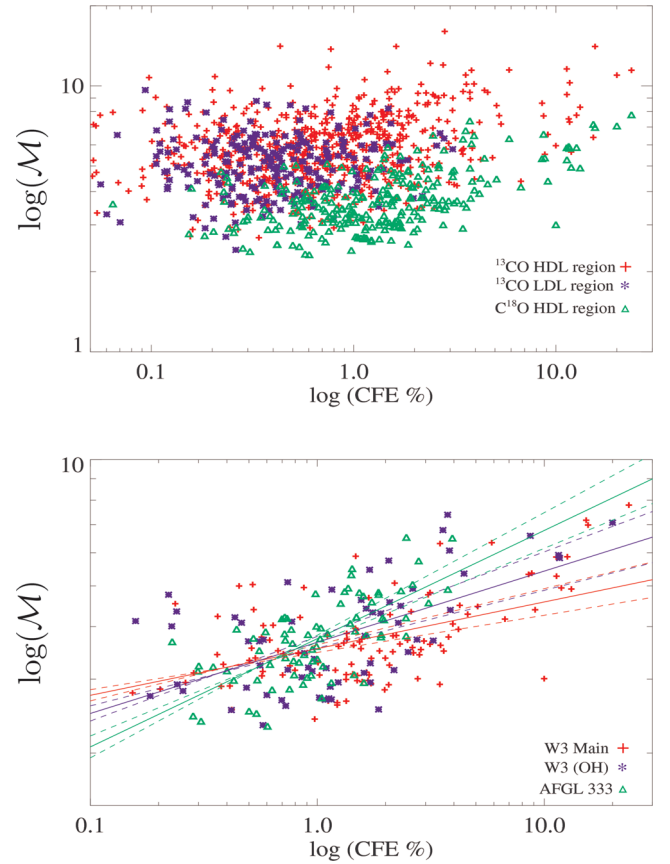 10
log(ℳ)
¹³CO HDL region
¹³CO LDL region
C¹⁸O HDL region
1
0.1 1.0 10.0
log (CFE %)
10
log(ℳ)
W3 Main
W3 (OH)
AFGL 333
1
0.1 1.0 10.0
log (CFE %)